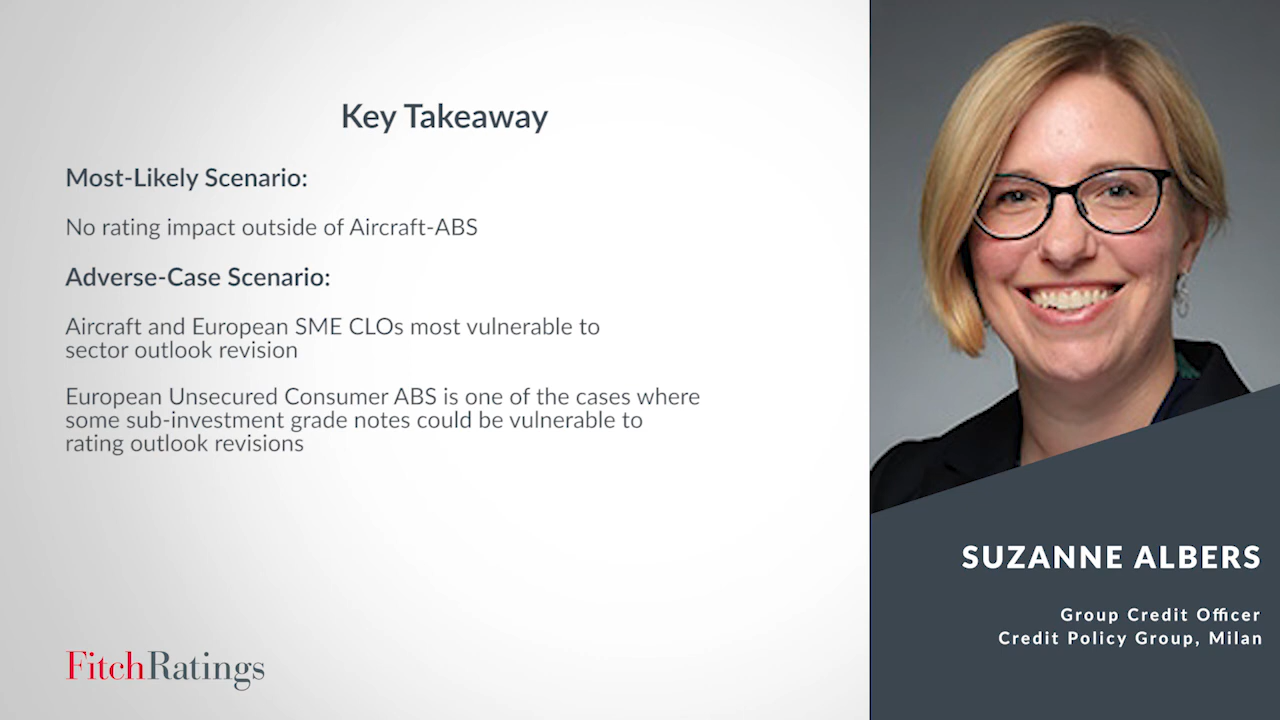 Key Takeaway
Most-Likely Scenario:
No rating impact outside of Aircraft-ABS
Adverse-Case Scenario:
Aircraft and European SME CLOs most vulnerable to
sector outlook revision
European Unsecured Consumer ABS is one of the cases where
some sub-investment grade notes could be vulnerable to
rating outlook revisions
FitchRatings
SUZANNE ALBERS
Group Credit Officer
Credit Policy Group, Milan